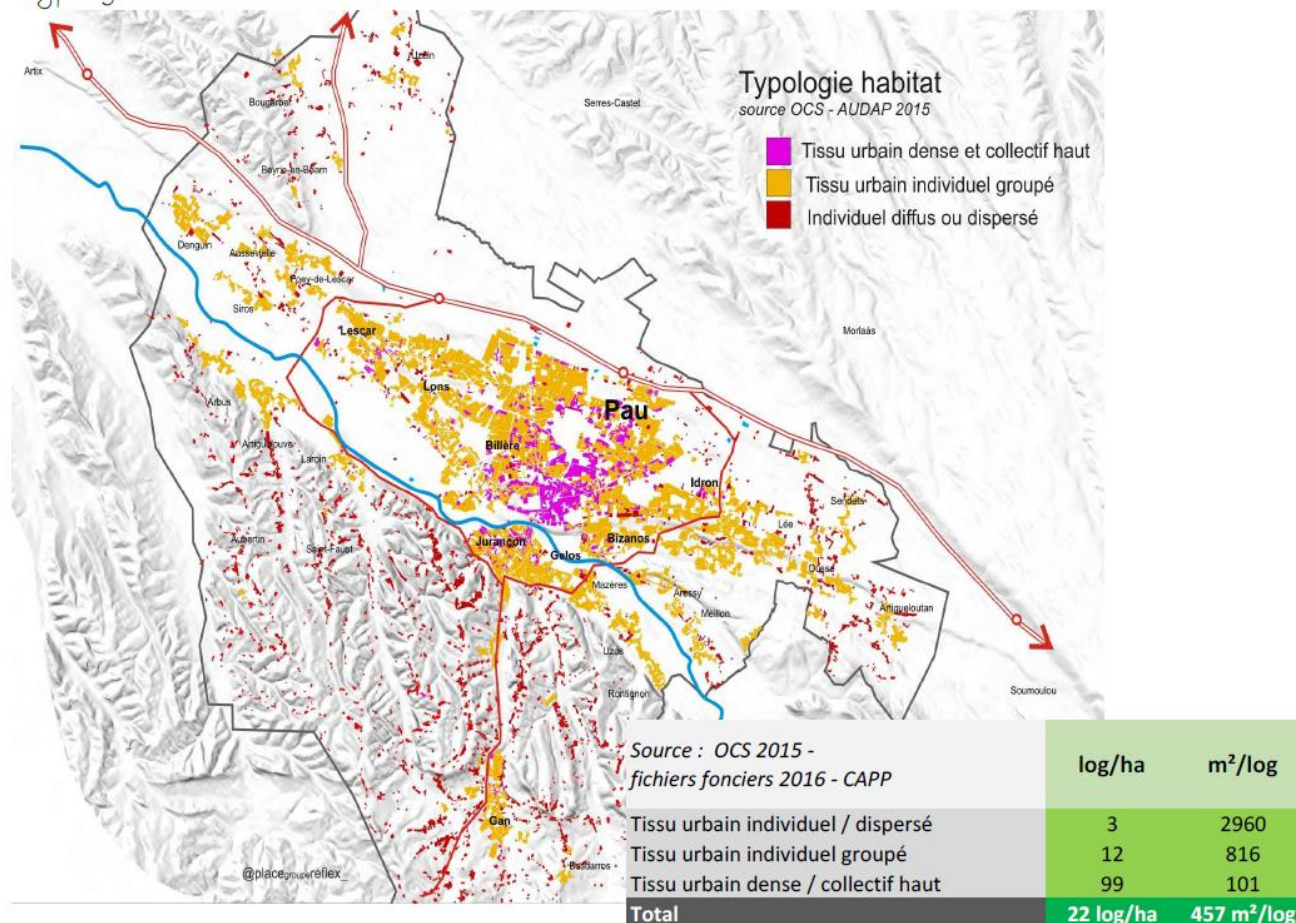 Artix
Uzein
Bougarber
Serres-Castet
Beyrie-en-Béarn
Typologie habitat
source OCS - AUDAP 2015
Tissu urbain dense et collectif haut
Tissu urbain individuel groupé
Individuel diffus ou dispersé
Denguin
Aussevielle
Poey-de-Lescar
Siros
Lescar
Morlaàs
Lons
Pau
Arbus
Artiguelouve
Billère
Laroin
Idron
Sendets
Lée
Aubertin
Saint-Faust
Jurançon
Gelos
Bizanos
Ousse
Mazères
Aressy
Meillon
Artigueloutan
Uzos
Rontignon
Soumoulou
Gan
Bosdarros
@placegroupereflex_
Source : OCS 2015 -
fichiers fonciers 2016 - CAPP
log/ha m²/log
Tissu urbain individuel / dispersé 3 2960
Tissu urbain individuel groupé 12 816
Tissu urbain dense / collectif haut 99 101
Total 22 log/ha 457 m²/log